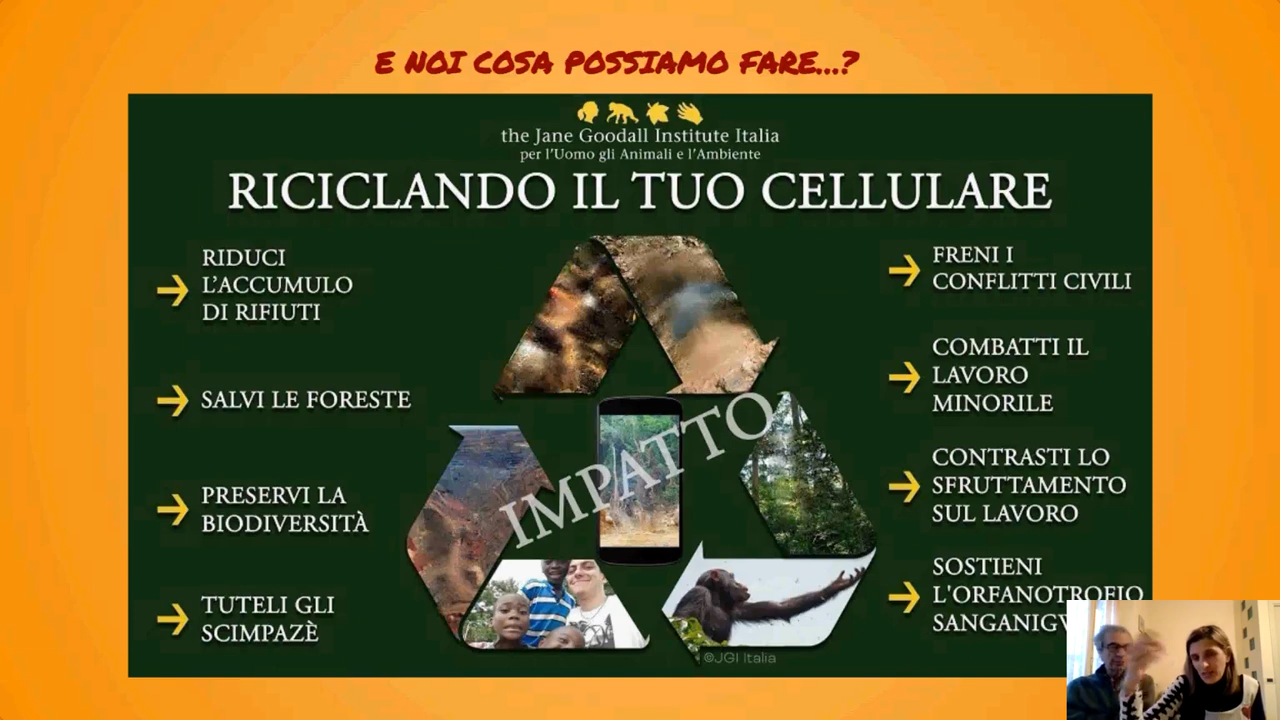 E NOI COSA POSSIAMO FARE...?
the Jane Goodall Institute Italia
per l'Uomo gli Animali e l'Ambiente
RICICLANDO IL TUO CELLULARE
RIDUCI
L'ACCUMULO
DI RIFIUTI
SALVI LE FORESTE
PRESERVI LA
BIODIVERSITÀ
TUTELI GLI
SCIMPAZÈ
IMPATTO
FRENI I
CONFLITTI CIVILI
COMBATTI IL
LAVORO
MINORILE
CONTRASTI LO
SFRUTTAMENTO
SUL LAVORO
SOSTIENI
L'ORFANOTROFIO
©JGI Italia